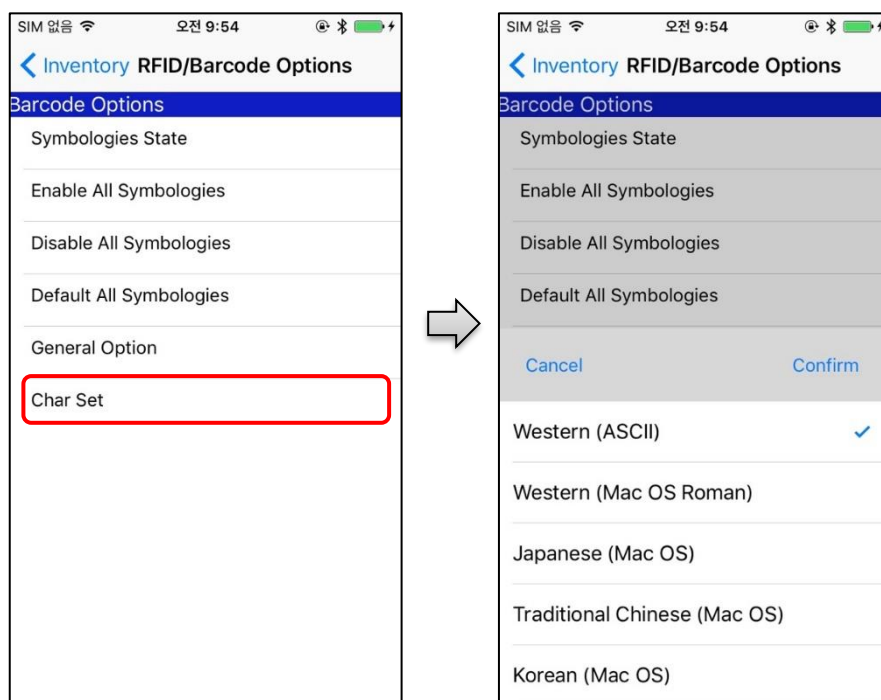 SIM 없음 오전 9:54
Inventory RFID/Barcode Options
Barcode Options
Symbologies State
Enable All Symbologies
Disable All Symbologies
Default All Symbologies
General Option
Char Set
SIM 없음 오전 9:54
Inventory RFID/Barcode Options
Barcode Options
Symbologies State
Enable All Symbologies
Disable All Symbologies
Default All Symbologies
Cancel Confirm
Western (ASCII)
Western (Mac OS Roman)
Japanese (Mac OS)
Traditional Chinese (Mac OS)
Korean (Mac OS)